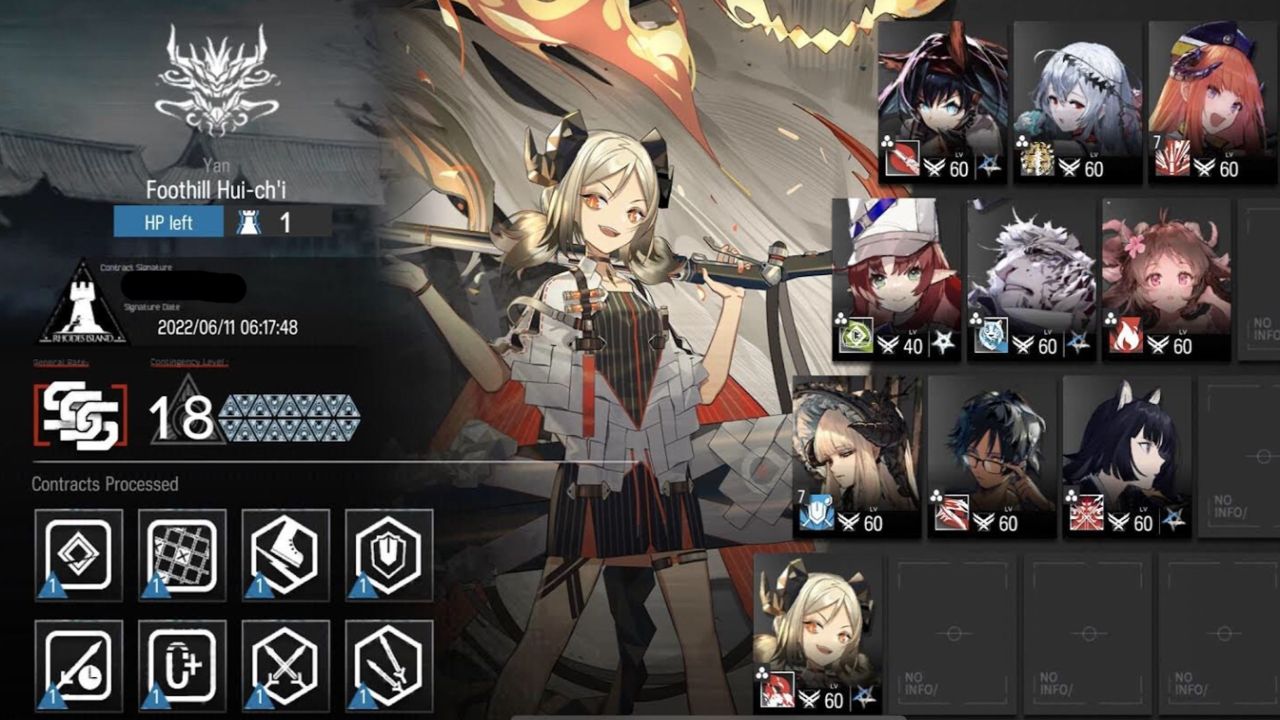 Yan
Foothill Hui-ch'i
HP left
1
Contract Signature
Signature Date
2022/06/11 06:17:48
RHODES ISLAND
General Rate:
Contingency Level:
18
Contracts Processed
1
1
1
1
1
1
1
1
LV
60
LV
60
7
LV
60
LV
40
LV
60
LV
60
NO
INFO
7
LV
60
LV
60
LV
60
NO
INFO/
LV
60
NO
INFO/
NO
INFO/
NO
INFO/